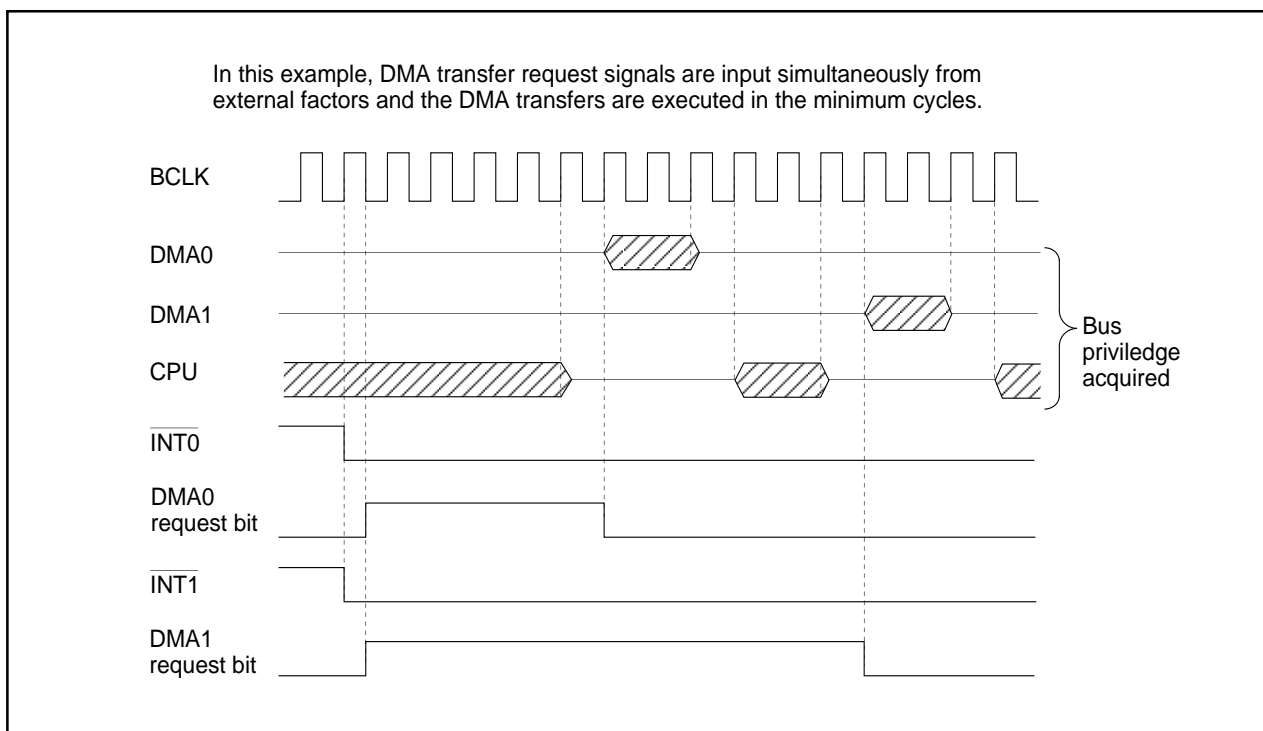 In this example, DMA transfer request signals are input simultaneously from
external factors and the DMA transfers are executed in the minimum cycles.
BCLK
DMA0
DMA1
CPU
Bus
priviledge
acquired
INT0
DMA0
request bit
INT1
DMA1
request bit